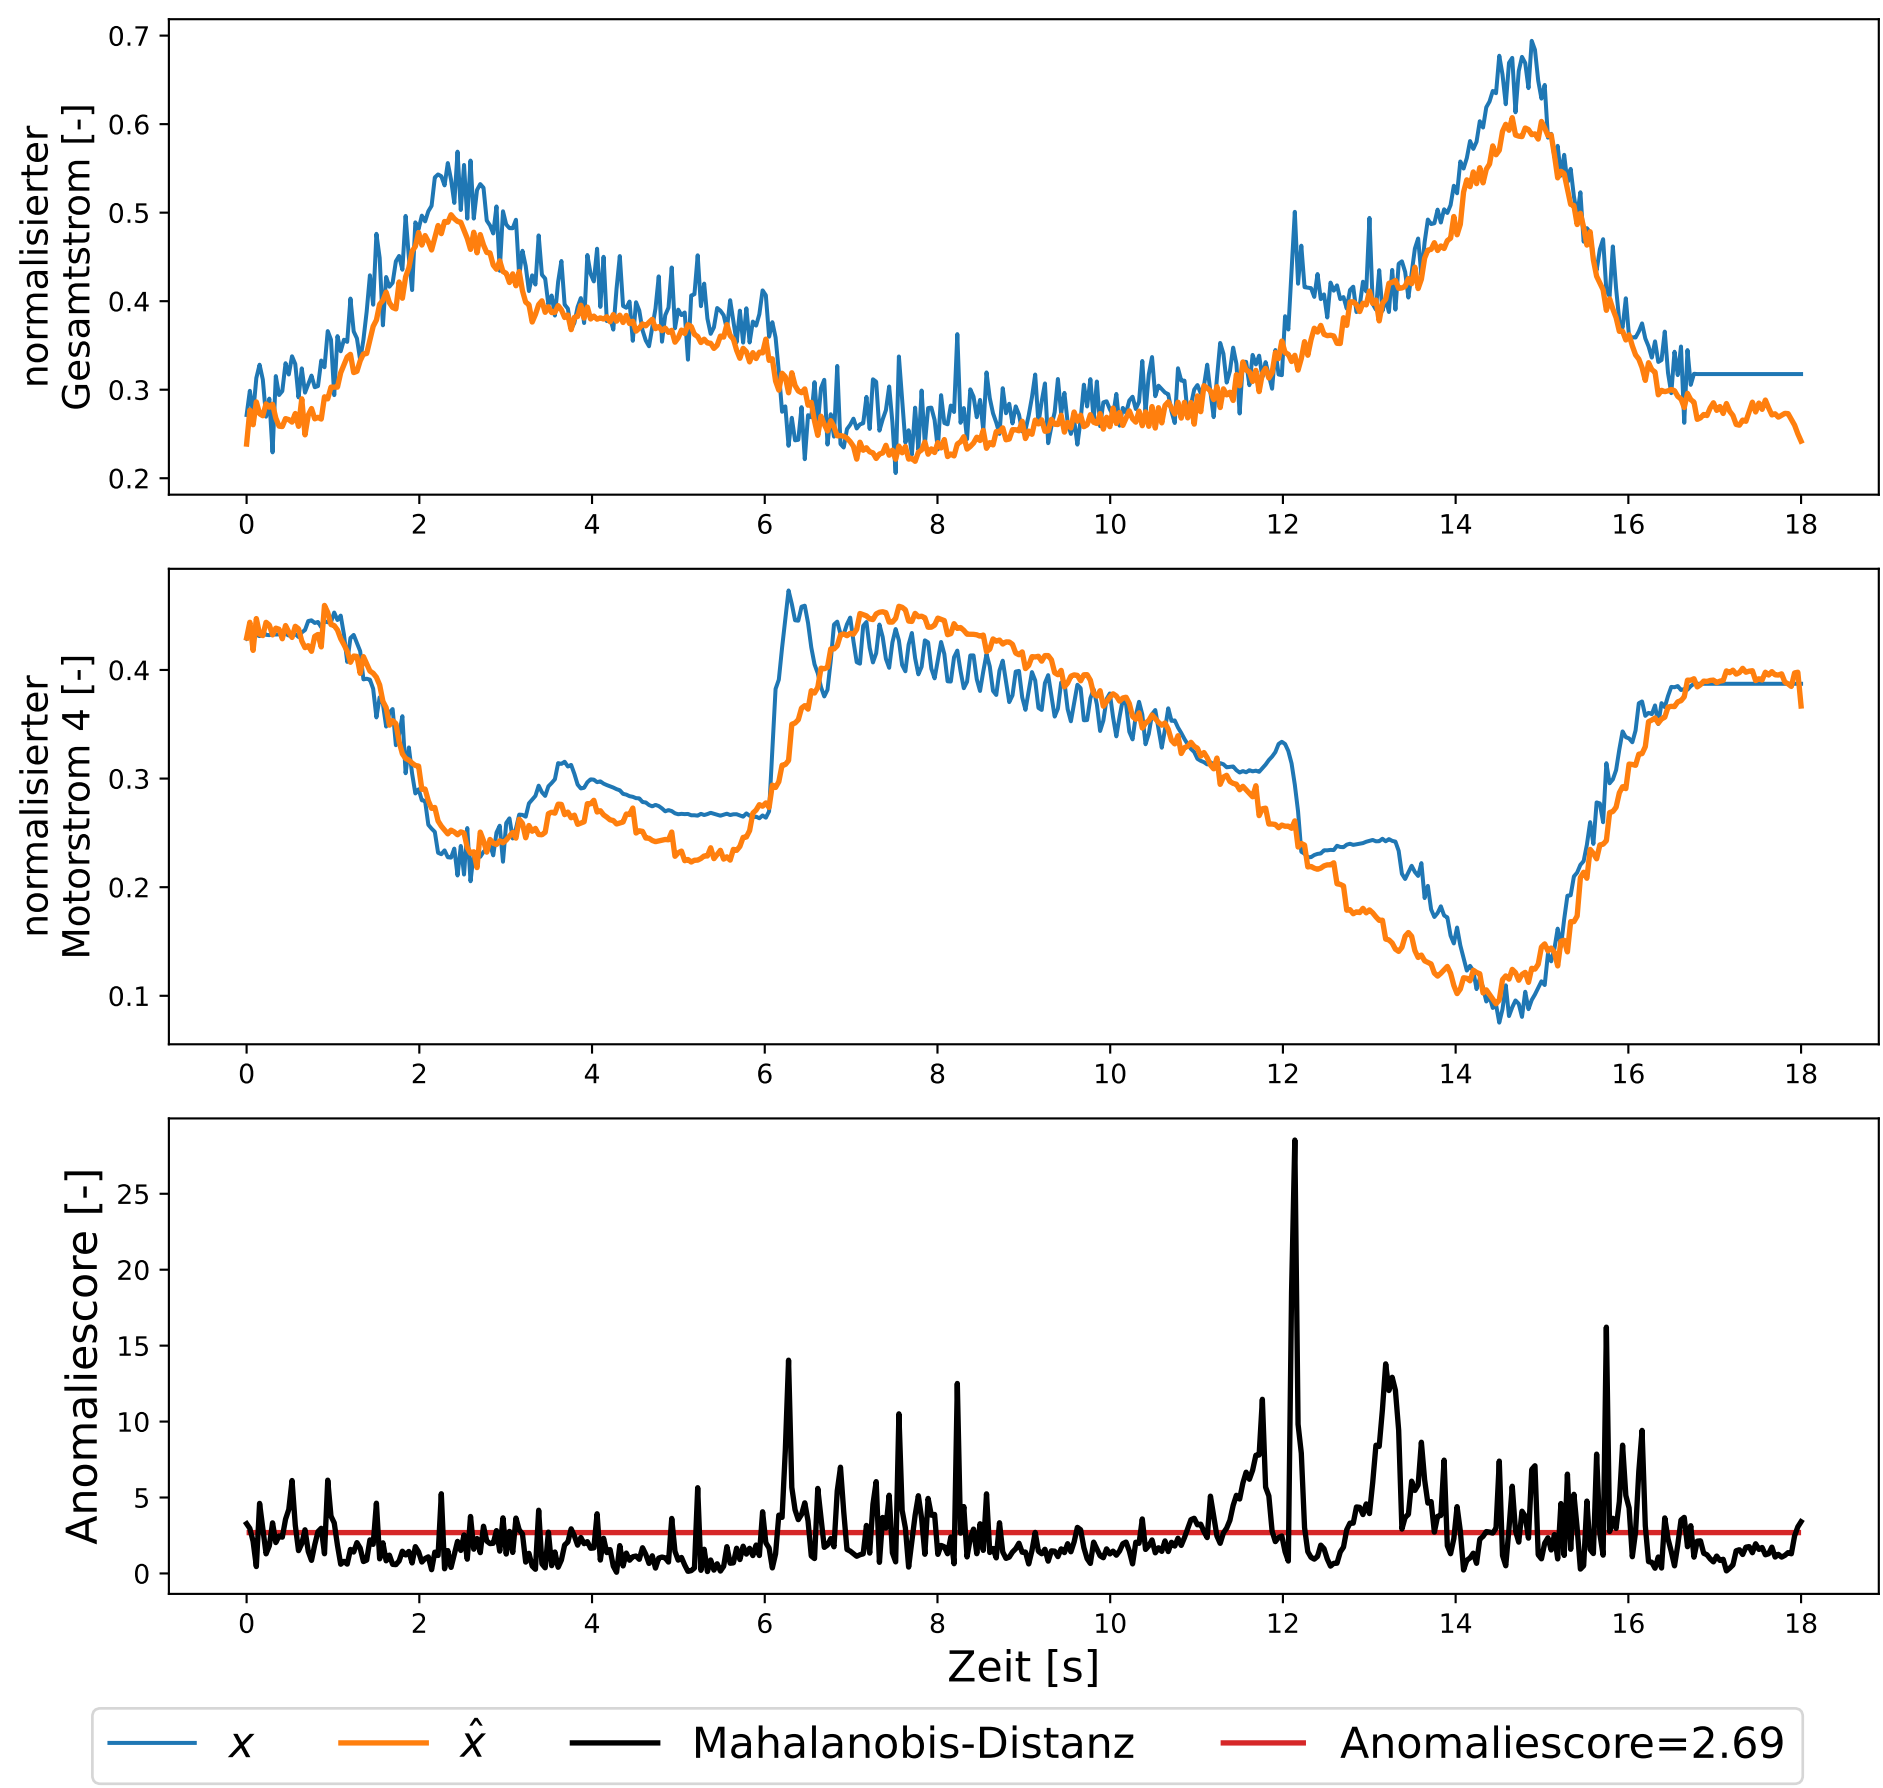 normalisierter
Gesamtstrom [-]
0.7
0.6
0.5
0.4
0.3
0.2
0 2 4 6 8 10 12 14 16 18
normalisierter
Motorstrom 4 [-]
0.4
0.3
0.2
0.1
0 2 4 6 8 10 12 14 16 18
Anomaliescore [-]
25
20
15
10
5
0
0 2 4 6 8 10 12 14 16 18
Zeit [s]
x x̂ Mahalanobis-Distanz Anomaliescore=2.69